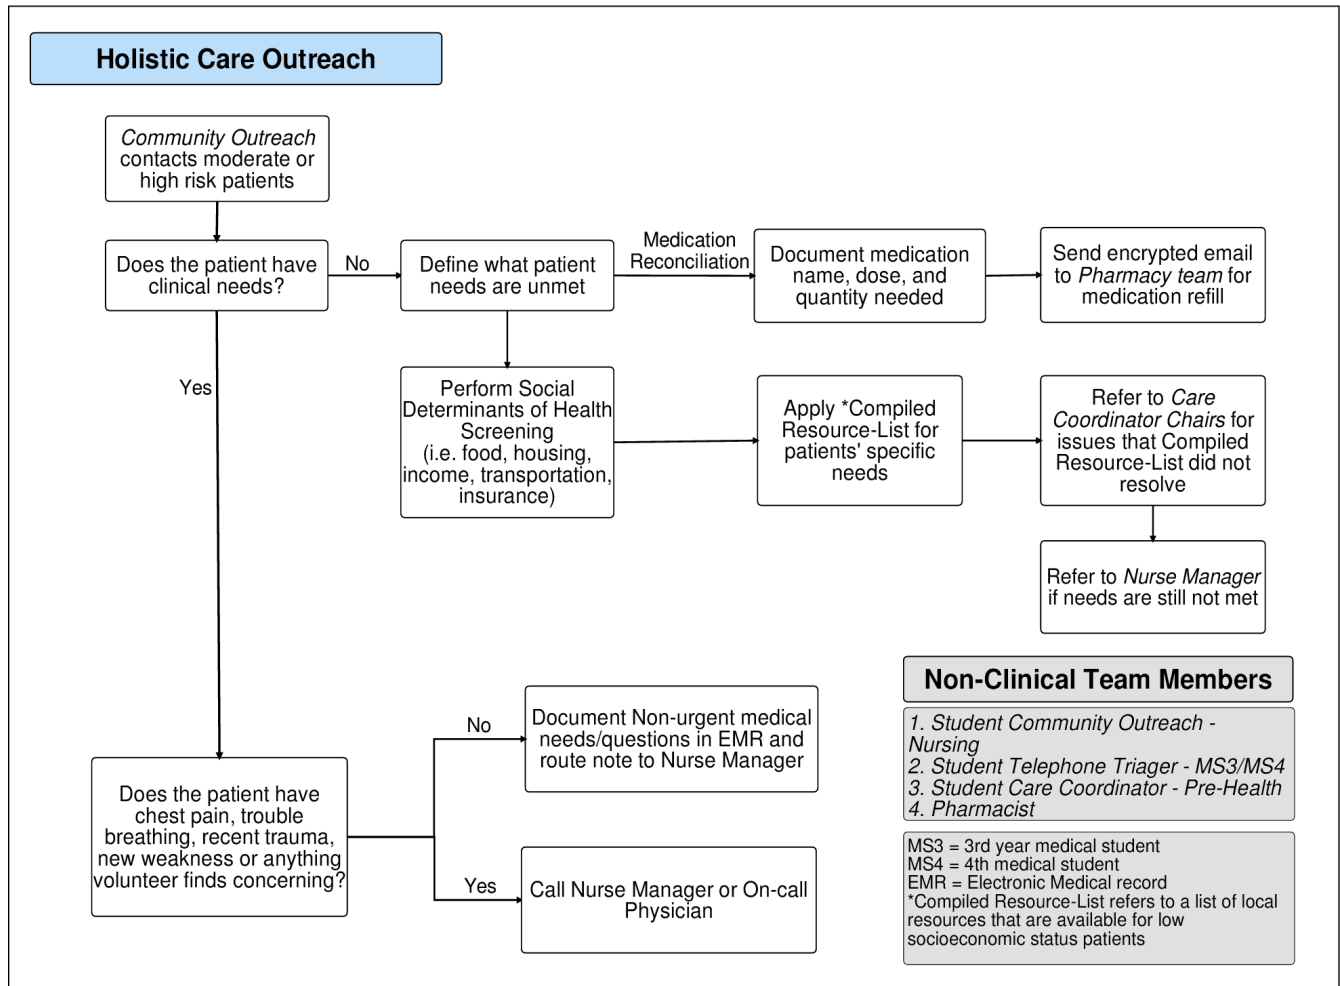 Holistic Care Outreach
Community Outreach
contacts moderate or
high risk patients
Does the patient have
clinical needs?
No
Define what patient
needs are unmet
Medication
Reconciliation
Document medication
name, dose, and
quantity needed
Send encrypted email
to Pharmacy team for
medication refill
Yes
Perform Social
Determinants of Health
Screening
(i.e. food, housing,
income, transportation,
insurance)
Apply *Compiled
Resource-List for
patients' specific
needs
Refer to Care
Coordinator Chairs for
issues that Compiled
Resource-List did not
resolve
Refer to Nurse Manager
if needs are still not met
Does the patient have
chest pain, trouble
breathing, recent trauma,
new weakness or anything
volunteer finds concerning?
No
Document Non-urgent medical
needs/questions in EMR and
route note to Nurse Manager
Yes
Call Nurse Manager or On-call
Physician
Non-Clinical Team Members
1. Student Community Outreach -
Nursing
2. Student Telephone Triager - MS3/MS4
3. Student Care Coordinator - Pre-Health
4. Pharmacist
MS3 = 3rd year medical student
MS4 = 4th medical student
EMR = Electronic Medical record
*Compiled Resource-List refers to a list of local
resources that are available for low
socioeconomic status patients